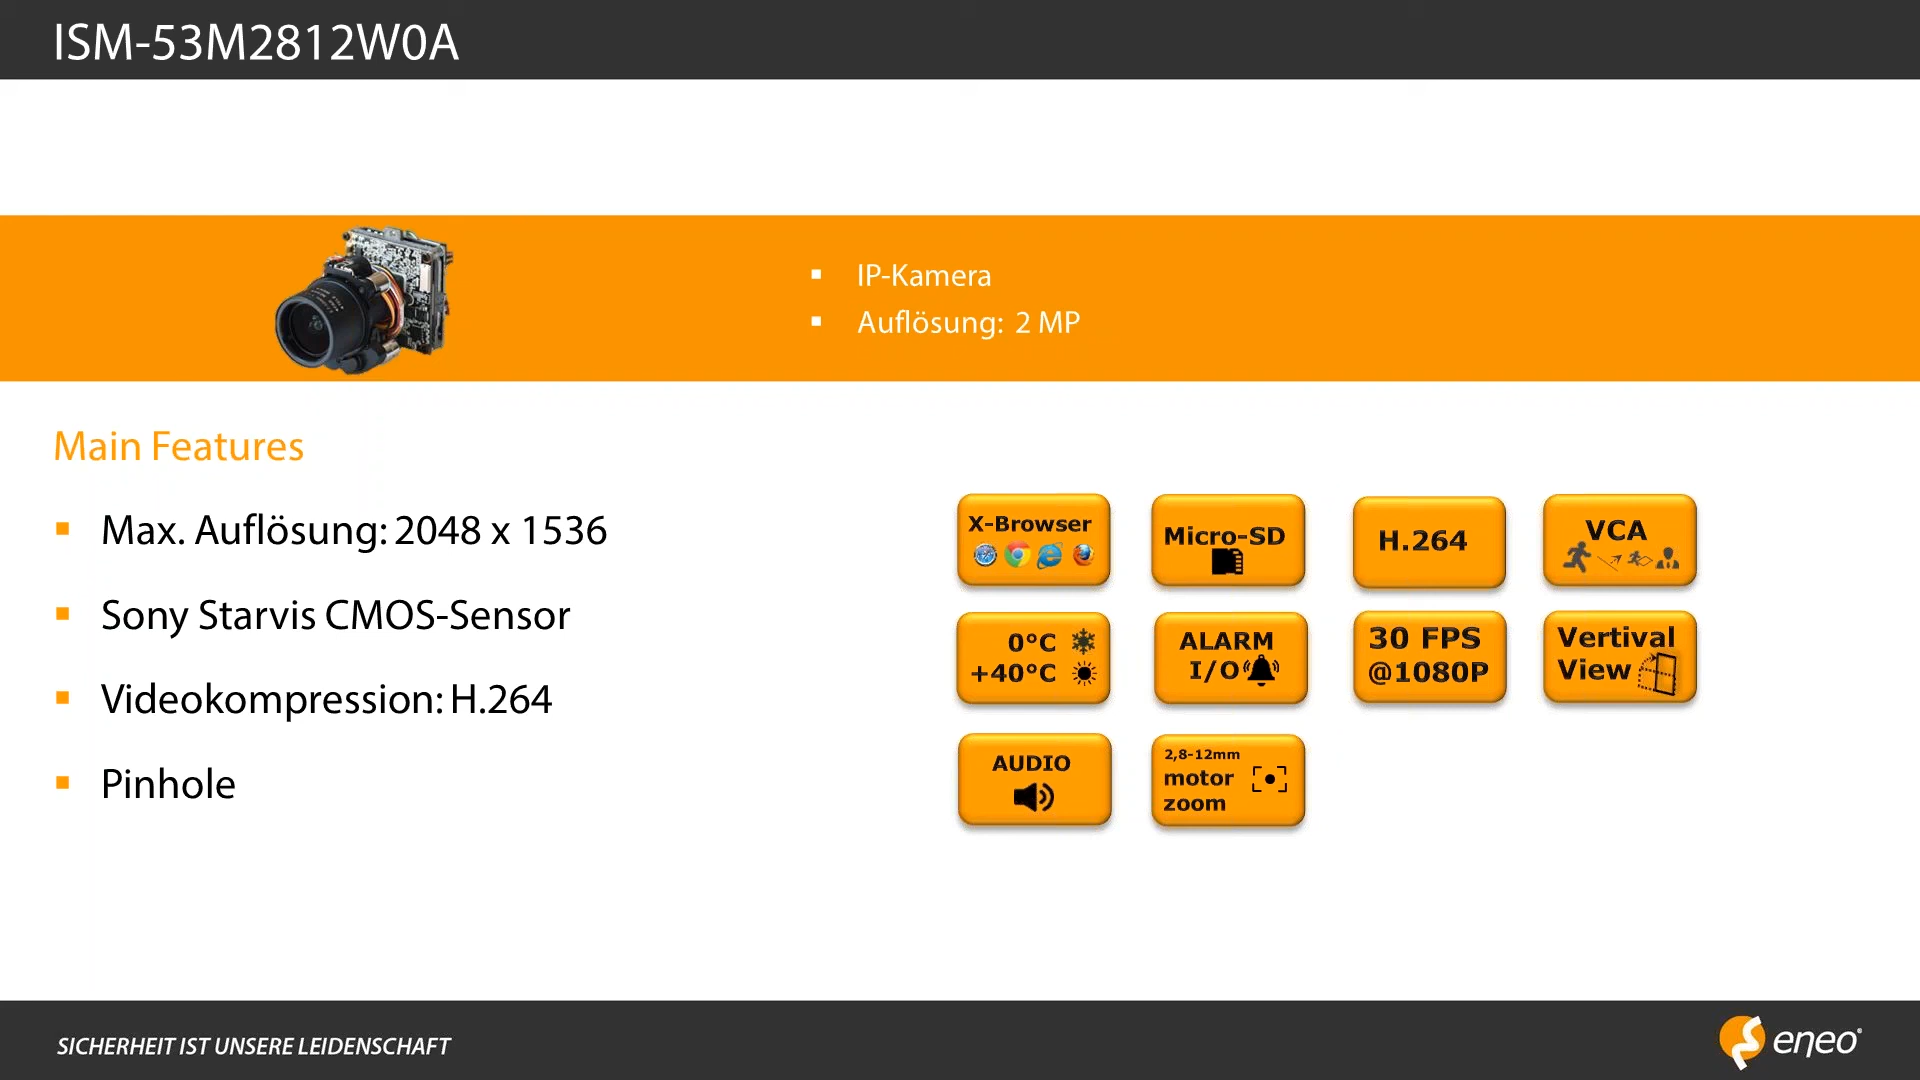 ISM-53M2812W0A
IP-Kamera
Auflösung: 2 MP
Main Features
Max. Auflösung: 2048 x 1536
Sony Starvis CMOS-Sensor
Videokompression: H.264
Pinhole
X-Browser
Micro-SD
H.264
VCA
0°C
+40°C
ALARM
I/O
30 FPS
@1080P
Vertival
View
AUDIO
2,8-12mm
motor
zoom
SICHERHEIT IST UNSERE LEIDENSCHAFT
eneo®